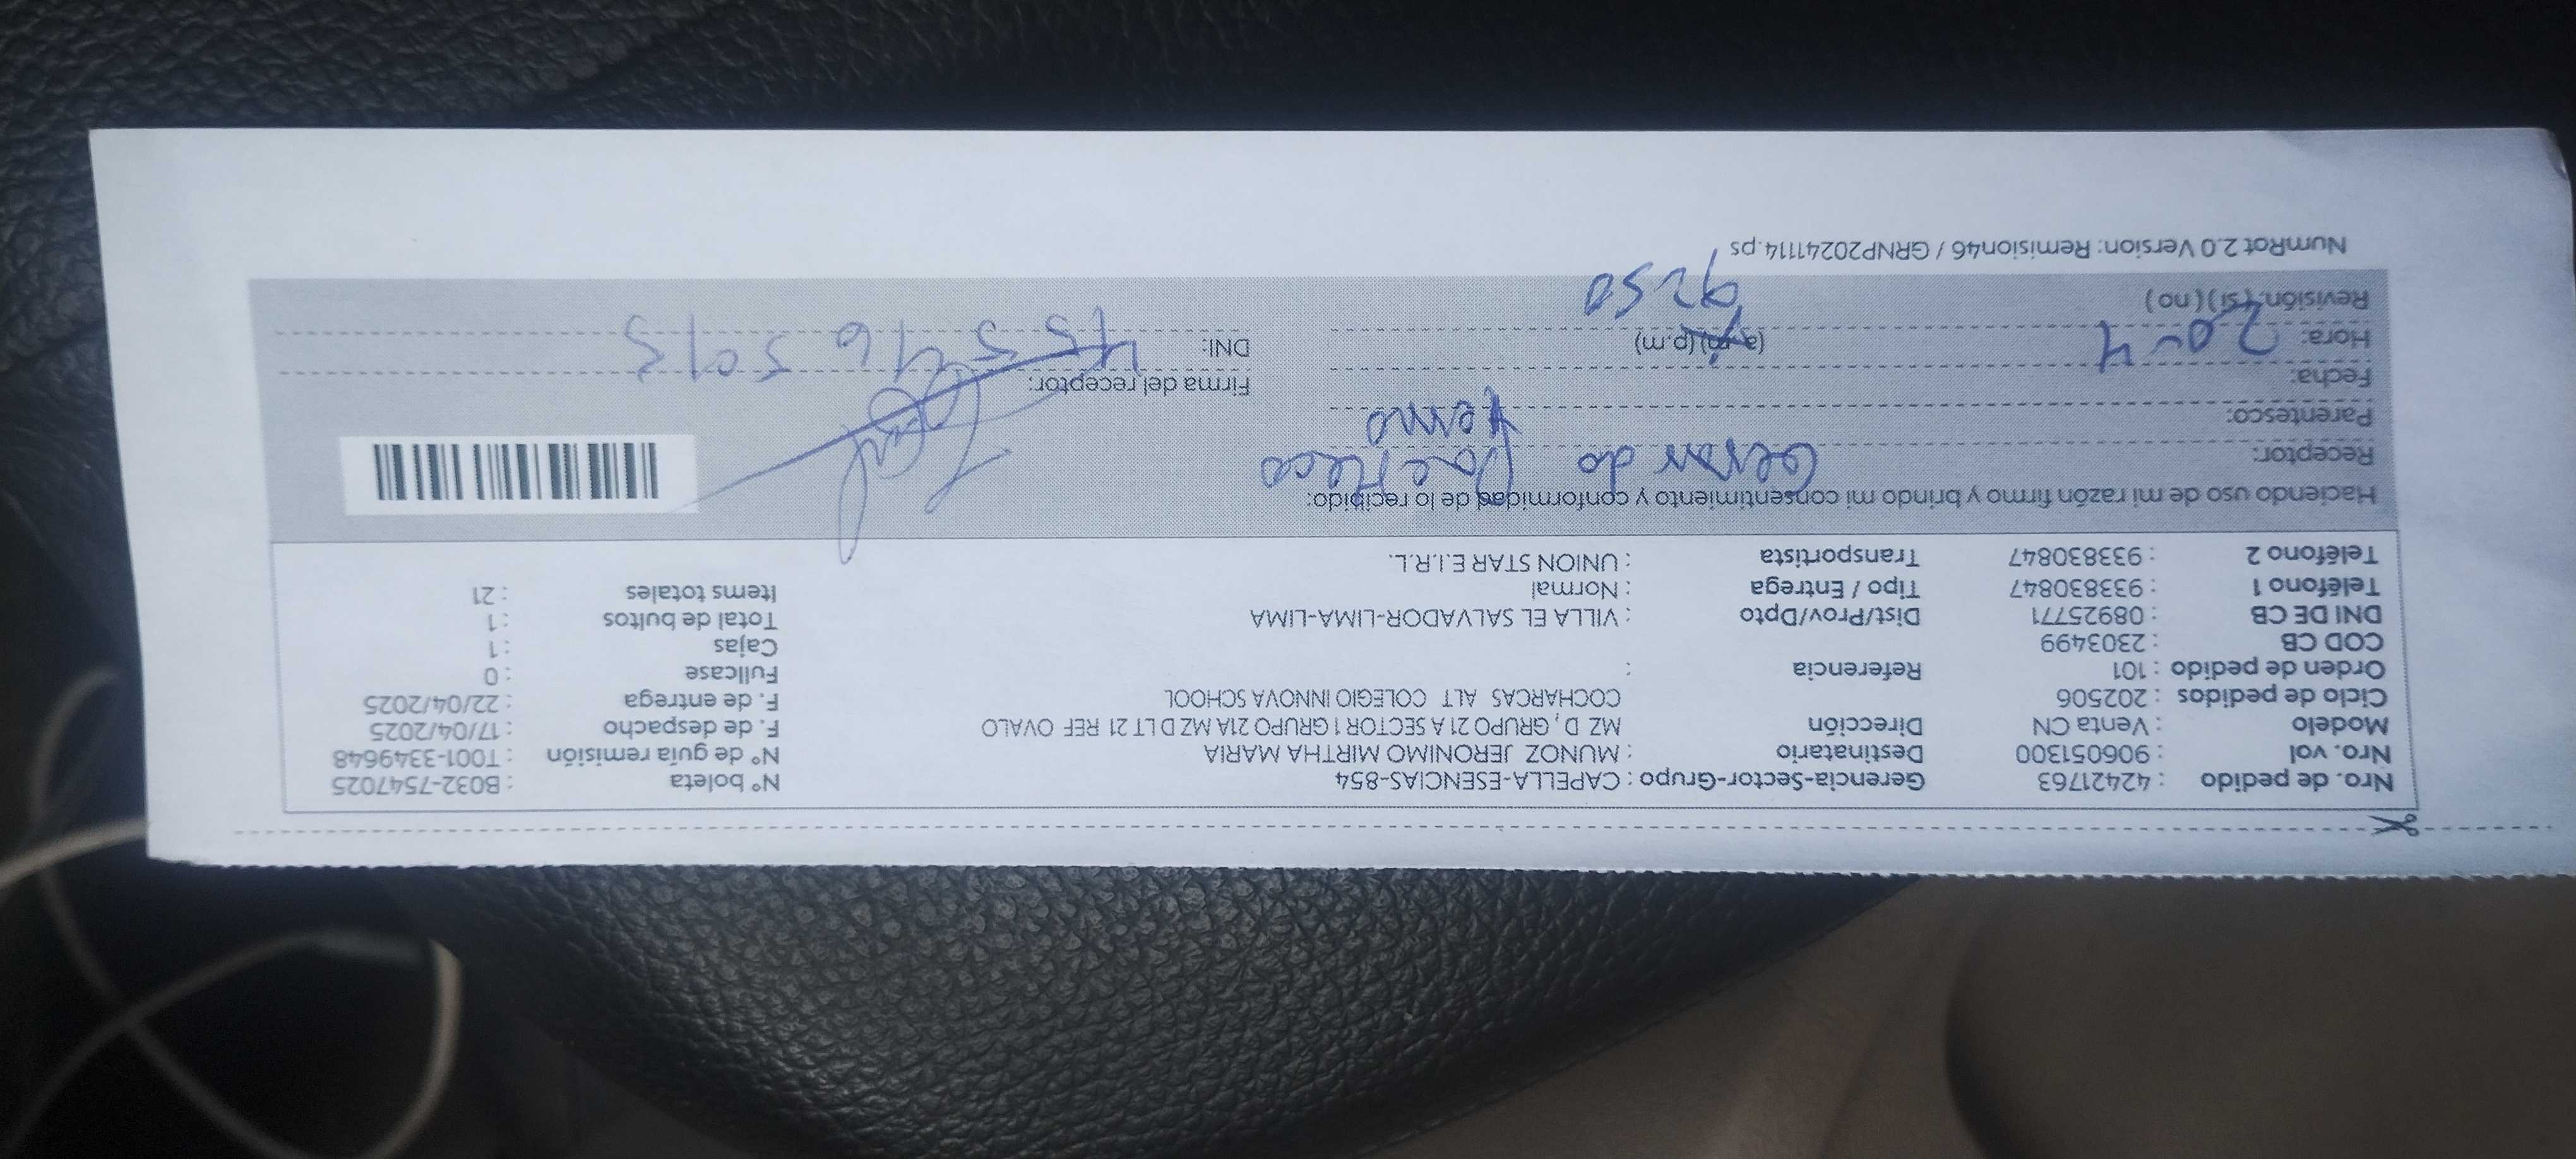 Nro. de pedido : 42421763 Gerencia-Sector-Grupo : CAPELLA-ESENCIAS-854 N° boleta : B032-7547025
Nro. vol : 906051300 Destinatario : MUNOZ JERONIMO MIRTHA MARIA N° de guía remisión : T001-3349648
Modelo : Venta CN Dirección MZ D , GRUPO 21 A SECTOR 1 GRUPO 21A MZ D LT 21 REF OVALO F. de despacho : 17/04/2025
Ciclo de pedidos : 202506 COCHARCAS ALT COLEGIO INNOVA SCHOOL F. de entrega : 22/04/2025
Orden de pedido : 101 Referencia : Fullcase : 0
COD CB : 2303499 Cajas : 1
DNI DE CB : 08925771 Dist/Prov/Dpto : VILLA EL SALVADOR-LIMA-LIMA Total de bultos : 1
Teléfono 1 : 933830847 Tipo / Entrega : Normal Items totales : 21
Teléfono 2 : 933830847 Transportista : UNION STAR E.I.R.L.
Haciendo uso de mi razón firmo y brindo mi consentimiento y conformidad de lo recibido:
Receptor: Gerardo
Parentesco: Yerno
Fecha: Firma del receptor:
Hora: 20-4 (a.m)(p.m) DNI:
Revisión: (si) (no) 9250
NumRot 2.0 Version: Remision46 / GRNP20241114.ps